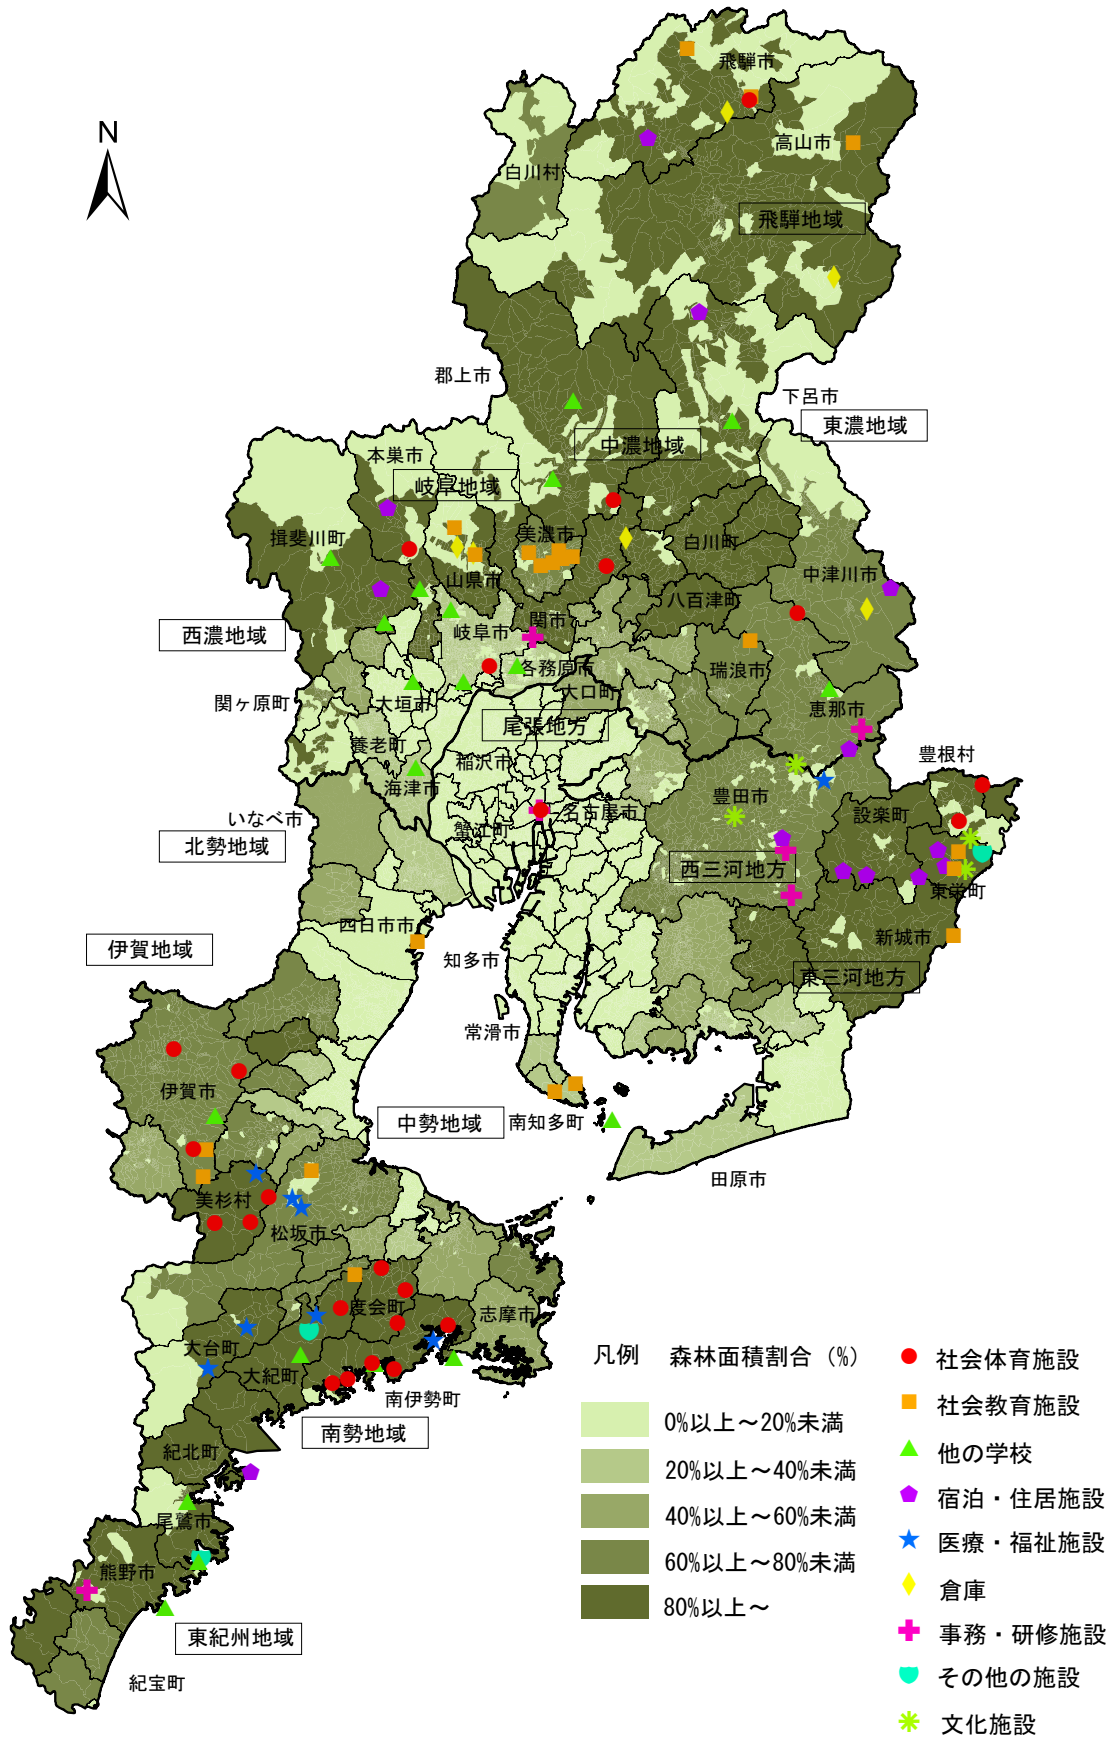 飛騨市
N
高山市
白川村
飛騨地域
郡上市
下呂市
東濃地域
中濃地域
本巣市
岐阜地域
揖斐川町
美濃市
白川町
中津川市
山県市
八百津町
西濃地域
岐阜市
関市
各務原市
瑞浪市
大口町
関ヶ原町
大垣市
恵那市
尾張地方
養老町
稲沢市
豊根村
海津市
豊田市
いなべ市
蟹江町
名古屋市
設楽町
北勢地域
西三河地方
東栄町
四日市市
新城市
伊賀地域
知多市
東三河地方
常滑市
伊賀市
中勢地域
南知多町
田原市
美杉村
松坂市
度会町
志摩市
大台町
大紀町
南伊勢町
南勢地域
紀北町
尾鷲市
熊野市
東紀州地域
紀宝町
凡例 森林面積割合(%)
0%以上～20%未満
20%以上～40%未満
40%以上～60%未満
60%以上～80%未満
80%以上～
社会体育施設
社会教育施設
他の学校
宿泊・住居施設
医療・福祉施設
倉庫
事務・研修施設
その他の施設
文化施設